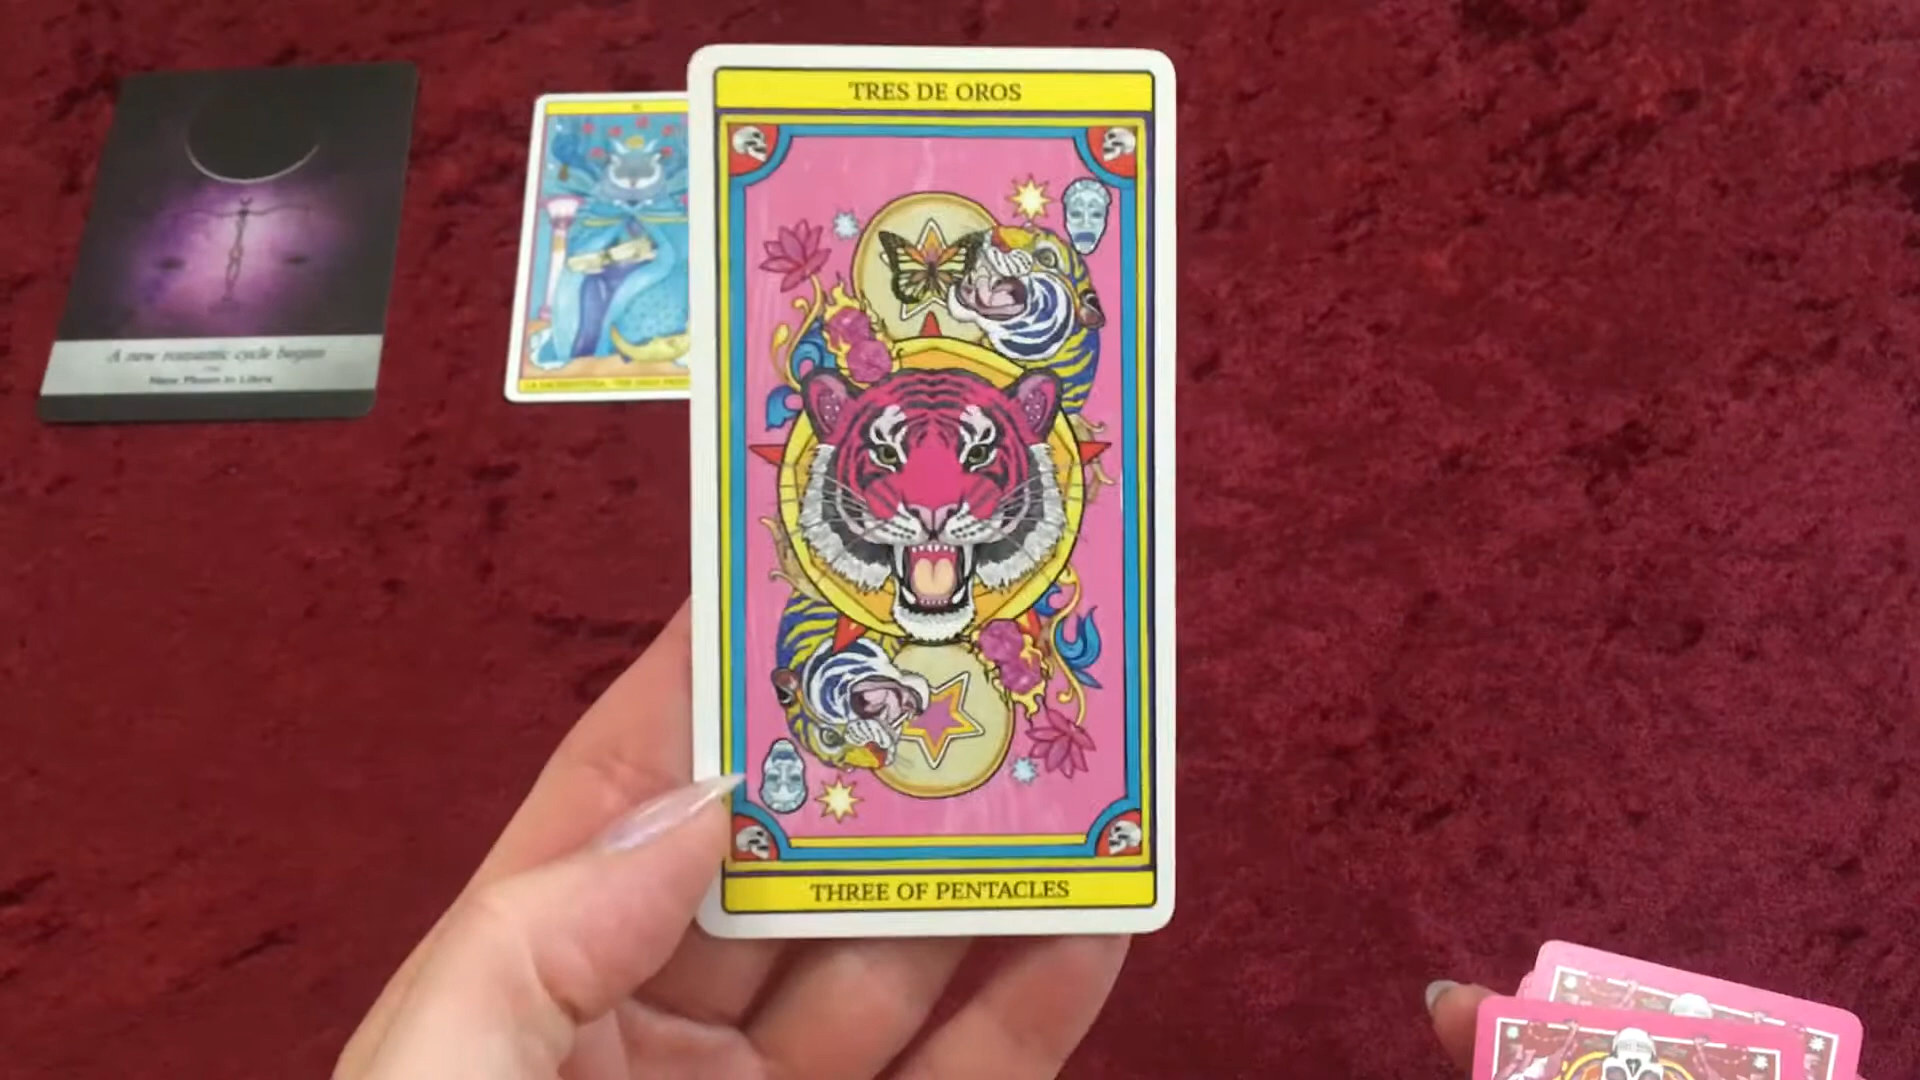 TRES DE OROS
A new romantic cycle begins
New Moon in Libra
THREE OF PENTACLES